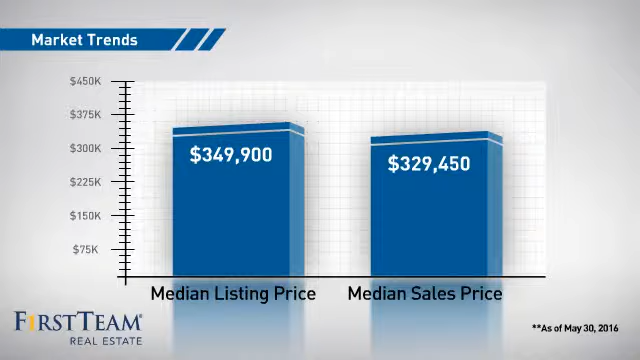 Market Trends
$450K
$375K
$300K
$225K
$150K
$75K
$349,900
$329,450
Median Listing Price
Median Sales Price
FIRSTTEAM®
REAL ESTATE
**As of May 30, 2016